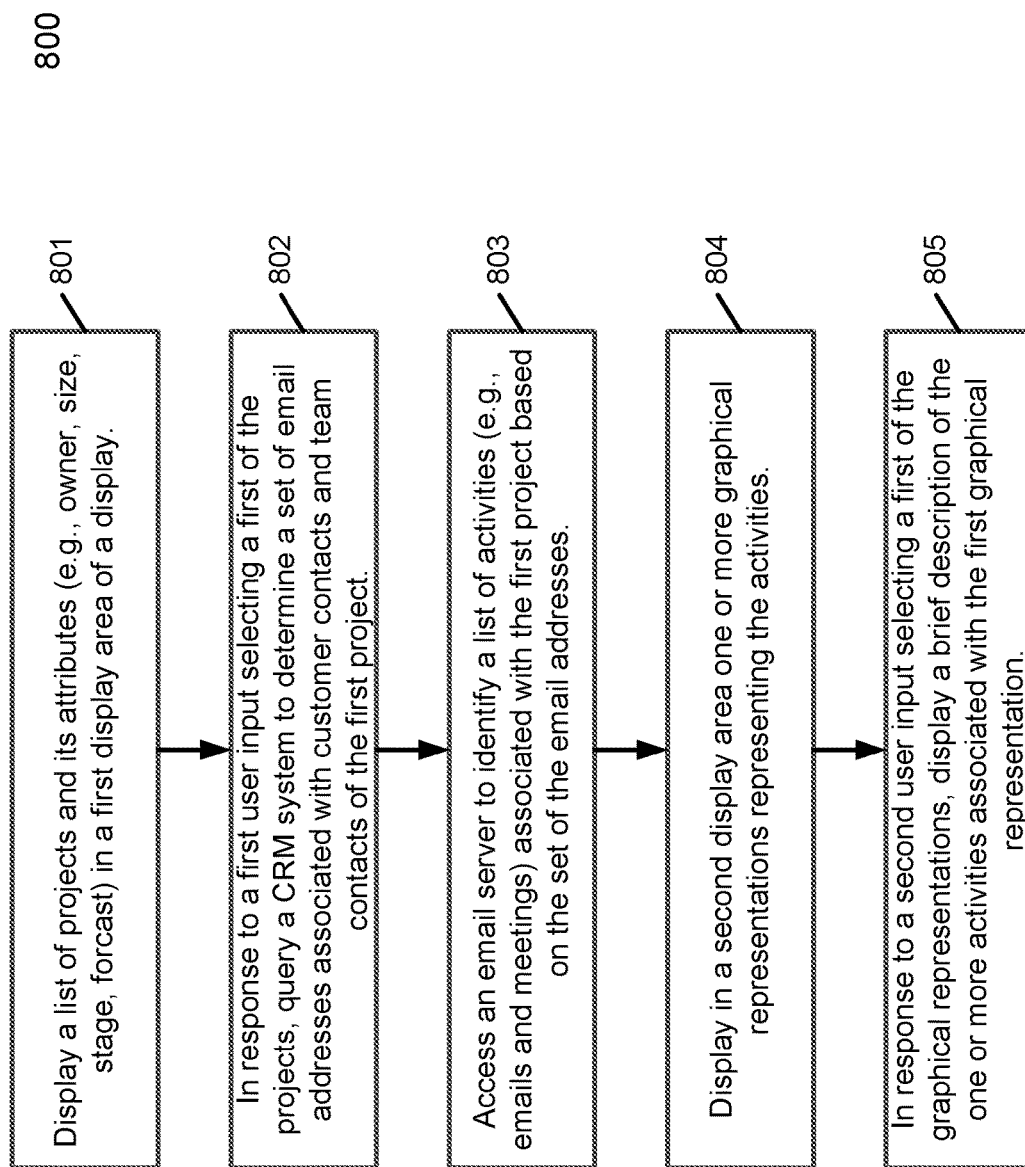 800
801
Display a list of projects and its attributes (e.g., owner, size,
stage, forcast) in a first display area of a display.
802
In response to a first user input selecting a first of the
projects, query a CRM system to determine a set of email
addresses associated with customer contacts and team
contacts of the first project.
803
Access an email server to identify a list of activities (e.g.,
emails and meetings) associated with the first project based
on the set of the email addresses.
804
Display in a second display area one or more graphical
representations representing the activities.
805
In response to a second user input selecting a first of the
graphical representations, display a brief description of the
one or more activities associated with the first graphical
representation.